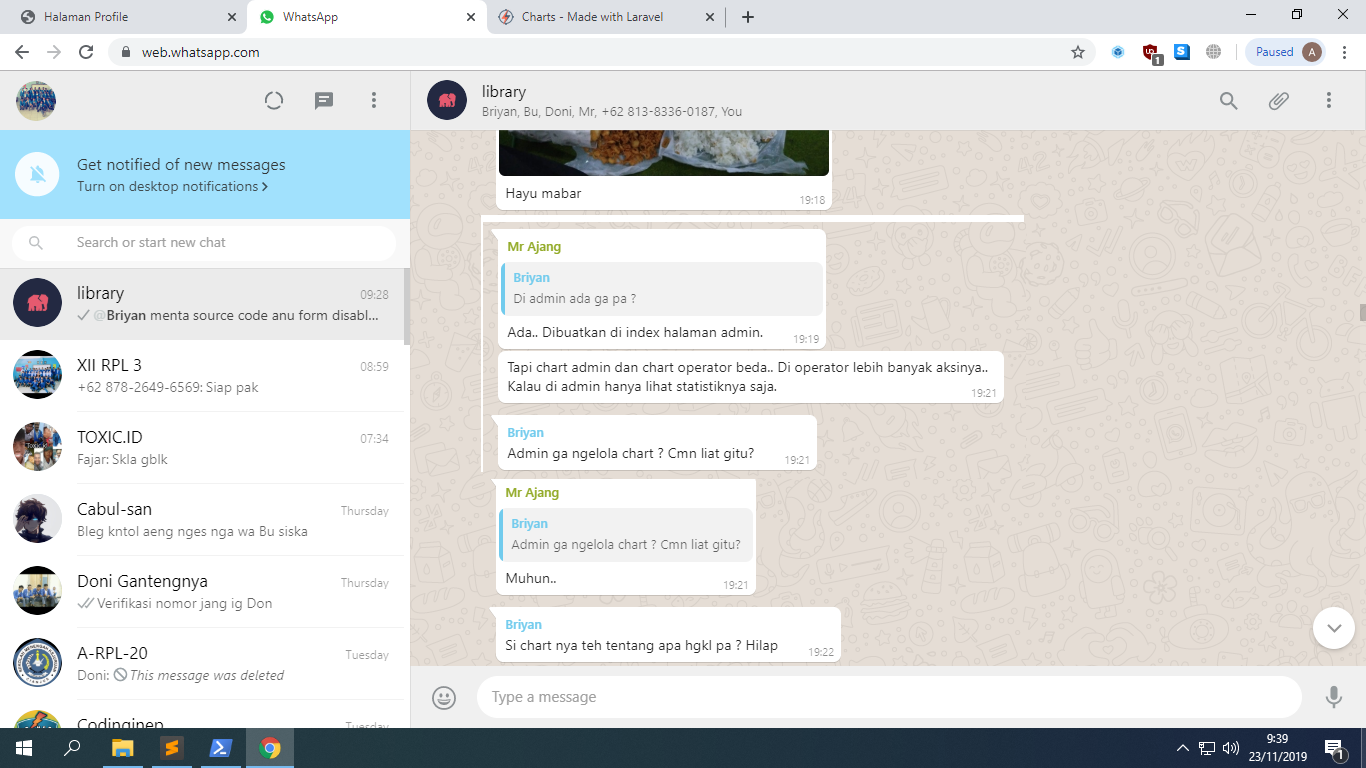 Halaman Profile
WhatsApp
Charts - Made with Laravel
web.whatsapp.com
1
Paused
A
library
Briyan, Bu, Doni, Mr, +62 813-8336-0187, You
Get notified of new messages
Turn on desktop notifications
Search or start new chat
library
09:28
@Briyan menta source code anu form disabl...
XII RPL 3
08:59
+62 878-2649-6569: Siap pak
TOXIC.ID
07:34
Fajar: Skla gblk
Cabul-san
Thursday
Bleg kntol aeng nges nga wa Bu siska
Doni Gantengnya
Thursday
Verifikasi nomor jang ig Don
A-RPL-20
Tuesday
Doni: This message was deleted
Codinginep
Tuesday
Hayu mabar
19:18
Mr Ajang
Briyan
Di admin ada ga pa ?
Ada.. Dibuatkan di index halaman admin.
19:19
Tapi chart admin dan chart operator beda.. Di operator lebih banyak aksinya..
Kalau di admin hanya lihat statistiknya saja.
19:21
Briyan
Admin ga ngelola chart ? Cmn liat gitu?
19:21
Mr Ajang
Briyan
Admin ga ngelola chart ? Cmn liat gitu?
Muhun..
19:21
Briyan
Si chart nya teh tentang apa hgkl pa ? Hilap
19:22
Type a message
9:39
23/11/2019
1